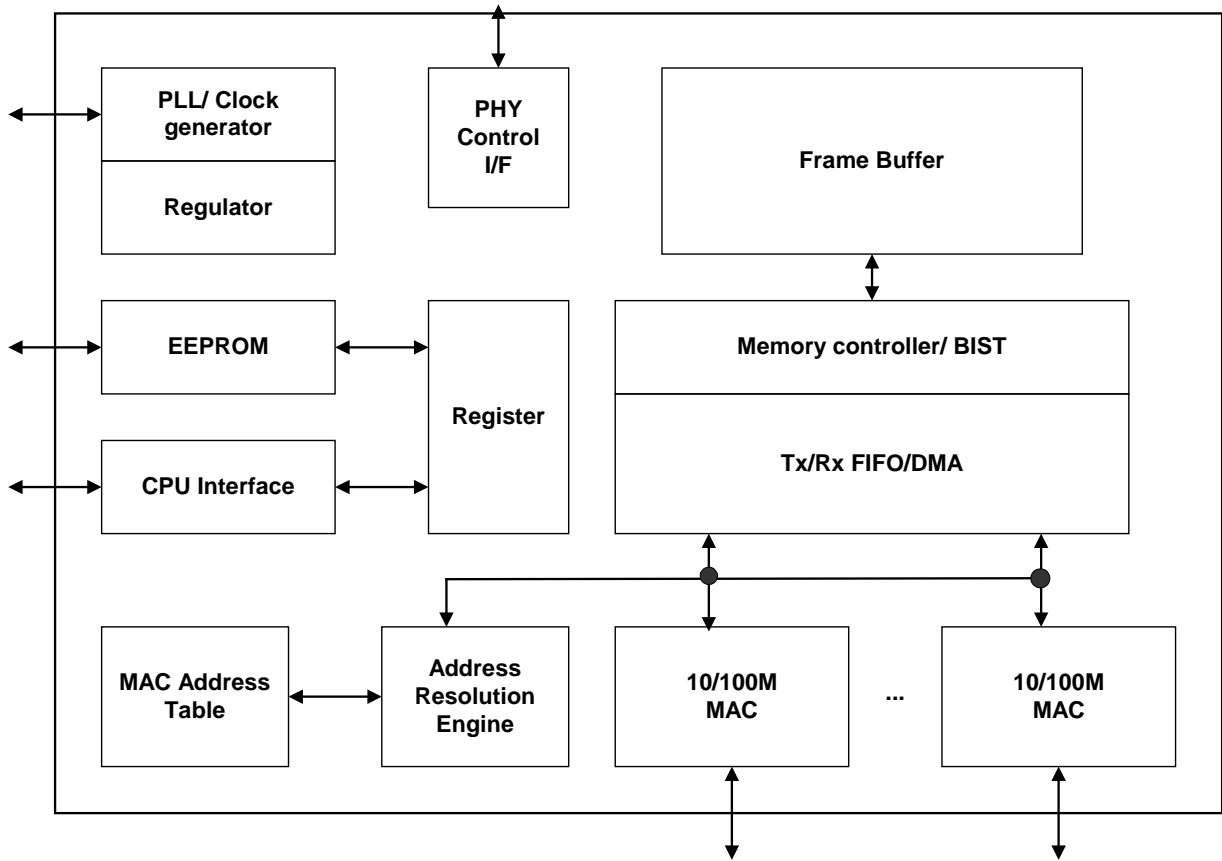 PLL/ Clock
generator
Regulator
PHY
Control
I/F
Frame Buffer
EEPROM
Register
Memory controller/ BIST
CPU Interface
Tx/Rx FIFO/DMA
MAC Address
Table
Address
Resolution
Engine
10/100M
MAC
...
10/100M
MAC